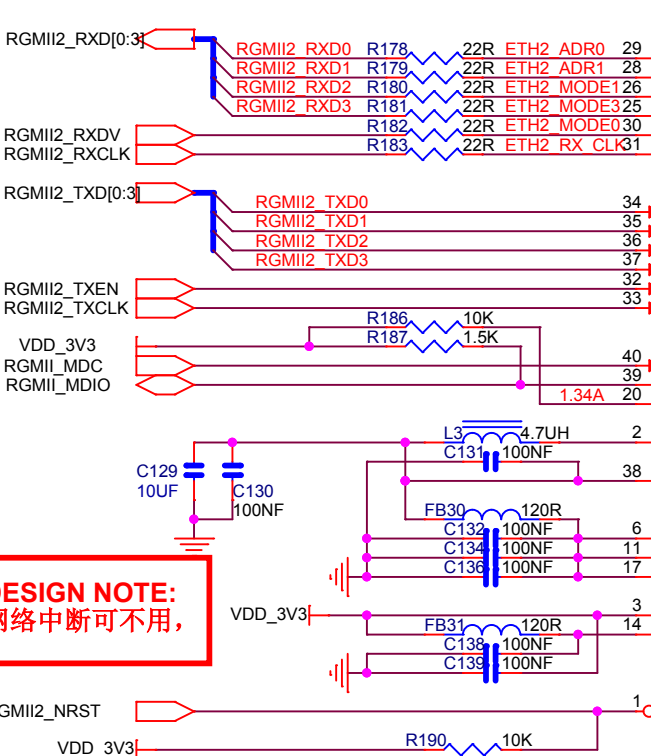 RGMII2_RXD[0:3]
RGMII2_RXD0 R178 22R ETH2_ADR0 29
RGMII2_RXD1 R179 22R ETH2_ADR1 28
RGMII2_RXD2 R180 22R ETH2_MODE1 26
RGMII2_RXD3 R181 22R ETH2_MODE3 25
RGMII2_RXDV R182 22R ETH2_MODE0 30
RGMII2_RXCLK R183 22R ETH2_RX_CLK 31
RGMII2_TXD[0:3]
RGMII2_TXD0 34
RGMII2_TXD1 35
RGMII2_TXD2 36
RGMII2_TXD3 37
RGMII2_TXEN 32
RGMII2_TXCLK 33
R186 10K
VDD_3V3 R187 1.5K
RGMII_MDC 40
RGMII_MDIO 39
1.34A 20
L3 4.7UH 2
C131 100NF
C129 38
10UF C130
100NF
FB30 120R
C132 100NF 6
C134 100NF 11
C136 100NF 17
DESIGN NOTE:
网络中断可不用，
VDD_3V3 3
FB31 120R 14
C138 100NF
C139 100NF
GMII2_NRST 1
VDD_3V3 R190 10K